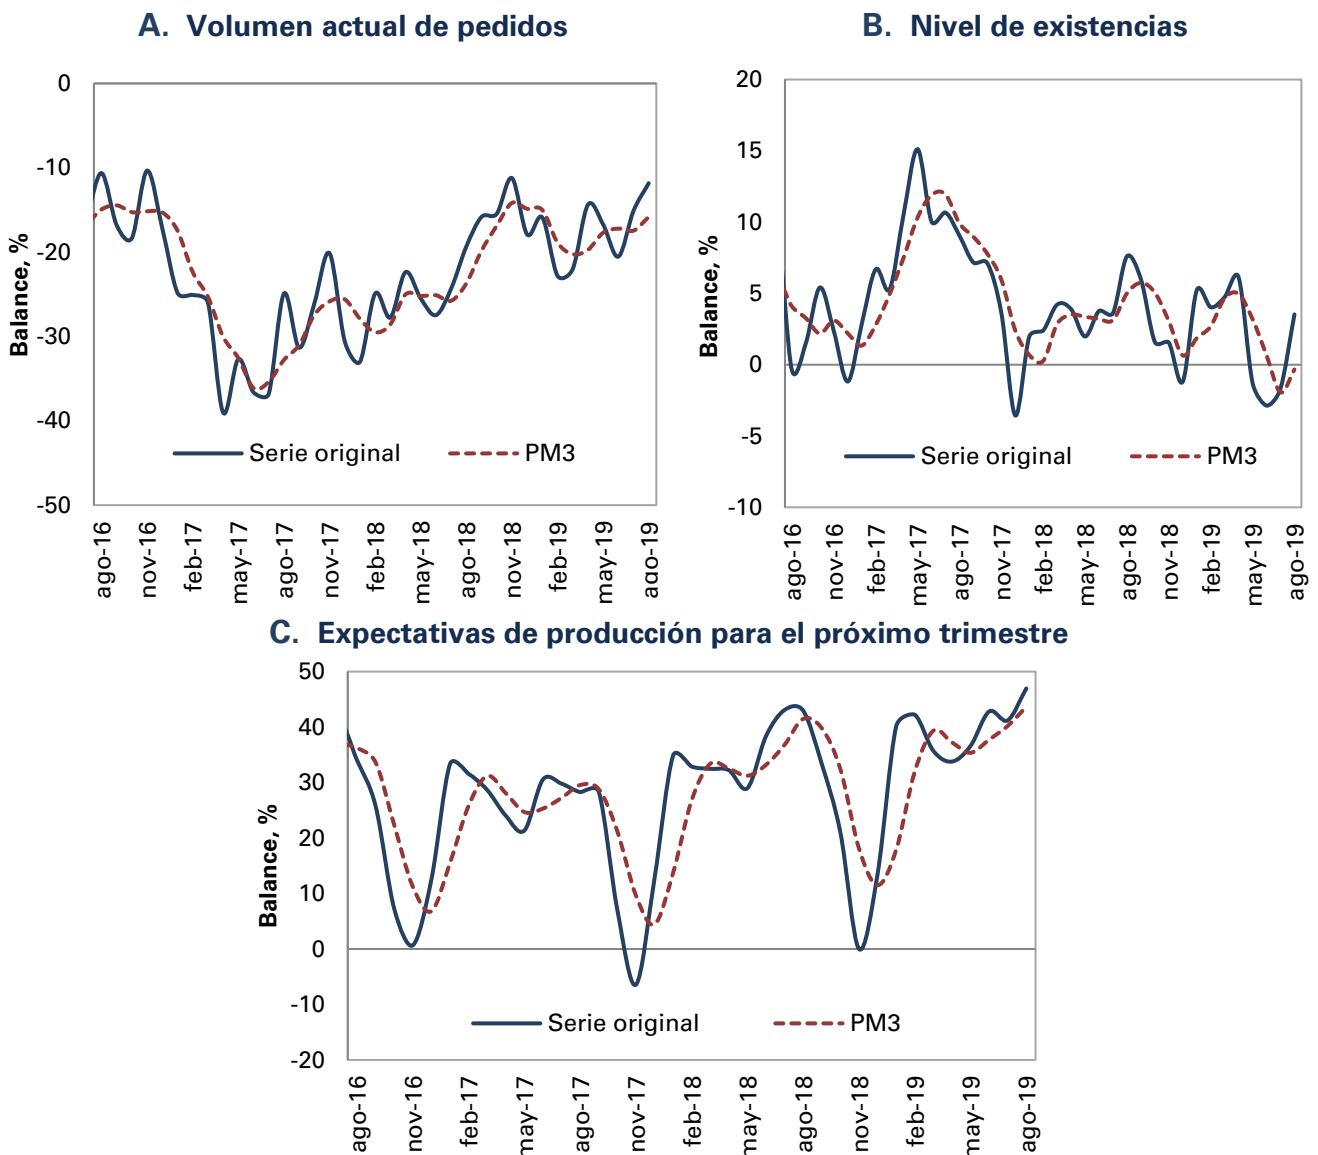 A. Volumen actual de pedidos
0
-10
-20
-30
-40
-50
Balance, %
Serie original
PM3
ago-16
nov-16
feb-17
may-17
ago-17
nov-17
feb-18
may-18
ago-18
nov-18
feb-19
may-19
ago-19
B. Nivel de existencias
20
15
10
5
0
-5
-10
Balance, %
Serie original
PM3
ago-16
nov-16
feb-17
may-17
ago-17
nov-17
feb-18
may-18
ago-18
nov-18
feb-19
may-19
ago-19
C. Expectativas de producción para el próximo trimestre
50
40
30
20
10
0
-10
-20
Balance, %
Serie original
PM3
ago-16
nov-16
feb-17
may-17
ago-17
nov-17
feb-18
may-18
ago-18
nov-18
feb-19
may-19
ago-19